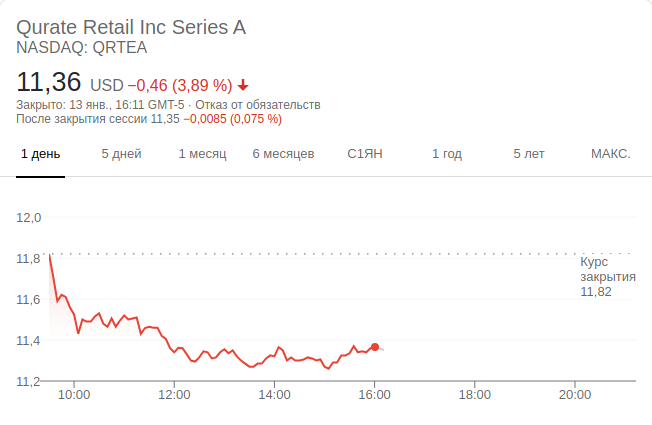 Qurate Retail Inc Series A
NASDAQ: QRTEA
11,36 USD −0,46 (3,89 %)
Закрыто: 13 янв., 16:11 GMT-5 · Отказ от обязательств
После закрытия сессии 11,35 −0,0085 (0,075 %)
1 день 5 дней 1 месяц 6 месяцев С1ЯН 1 год 5 лет МАКС.
12,0
11,8
Курс
закрытия
11,82
11,6
11,4
11,2
10:00 12:00 14:00 16:00 18:00 20:00